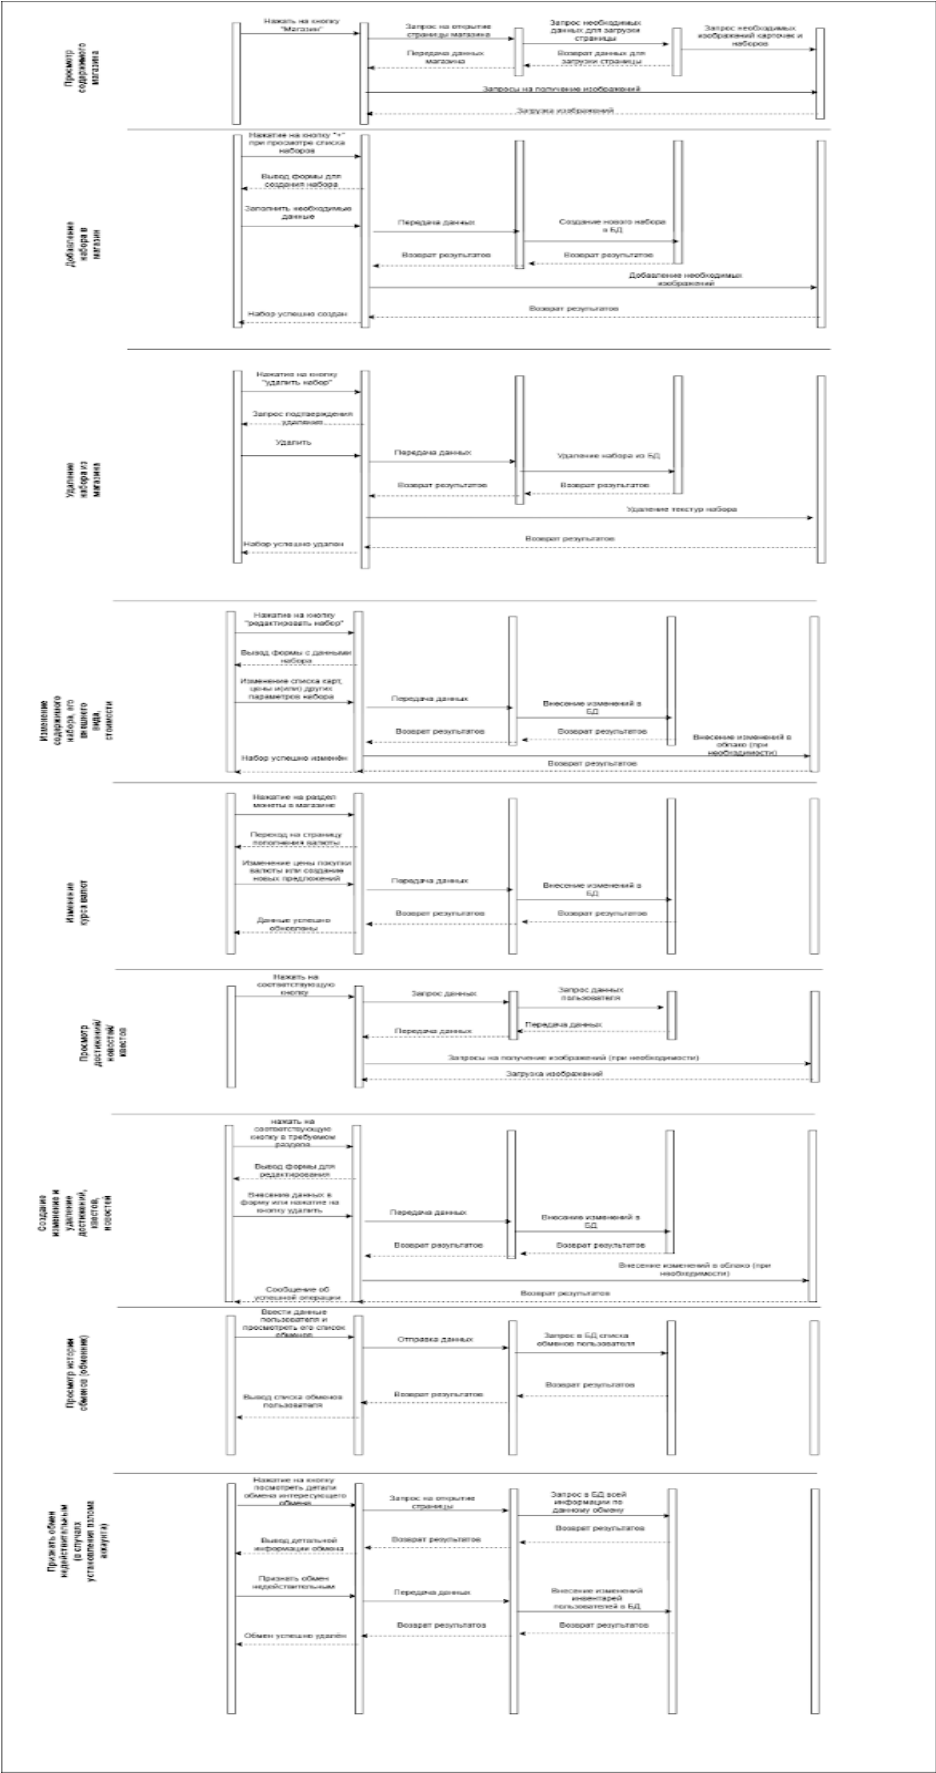 Просмотр
содержимого
магазина
Нажать на кнопку
"Магазин"
Запрос на открытие
страницы магазина
Запрос необходимых
данных для загрузки
страницы
Запрос необходимых
изображений карточек и
наборов
Передача данных
магазина
Возврат данных для
загрузки страницы
Запросы на получение изображений
Загрузка изображений
Добавление
набора в
магазин
Нажатие на кнопку "+"
при просмотре списка
наборов
Вывод формы для
создания набора
Заполнить необходимые
данные
Передача данных
Создание нового набора
в БД
Возврат результатов
Возврат результатов
Добавление необходимых
изображений
Возврат результатов
Набор успешно создан
Удаление
набора из
магазина
Нажатие на кнопку
"удалить набор"
Запрос подтверждения
удаления
Удалить
Передача данных
Удаление набора из БД
Возврат результатов
Возврат результатов
Удаление текстур набора
Возврат результатов
Набор успешно удален
Изменение
содержимого
набора, его
внешнего
вида,
стоимости
Нажатие на кнопку
"редактировать набор"
Вывод формы с данными
набора
Изменение списка карт,
цены и(или) других
параметров набора
Передача данных
Внесение изменений в
БД
Возврат результатов
Возврат результатов
Внесение изменений в
облако (при
необходимости)
Возврат результатов
Набор успешно изменён
Изменение
курса валют
Нажатие на раздел
монеты в магазине
Переход на страницу
пополнения валюты
Изменение цены покупки
валюты или создание
новых предложений
Передача данных
Внесение изменений в
БД
Возврат результатов
Возврат результатов
Данные успешно
обновлены
Просмотр
достижений/
новостей/
квестов
Нажать на
соответствующую
кнопку
Запрос данных
Запрос данных
пользователя
Передача данных
Передача данных
Запросы на получение изображений (при необходимости)
Загрузка изображений
Создание
изменение и
удаление
достижений,
квестов,
новостей
нажать на
соответствующую
кнопку в требуемом
разделе
Вывод формы для
редактирования
Внесение данных в
форму или нажатие на
кнопку удалить
Передача данных
Внесение изменений в
БД
Возврат результатов
Возврат результатов
Внесение изменений в облако (при
необходимости)
Возврат результатов
Сообщение об
успешной операции
Просмотр истории
обменов (обменник)
Ввести данные
пользователя и
просмотреть его список
обменов
Отправка данных
Запрос в БД списка
обменов пользователя
Возврат результатов
Возврат результатов
Вывод списка обменов
пользователя
Признать обмен
недействительным
(в случаях
установления взлома
аккаунта)
Нажатие на кнопку
посмотреть детали
обмена интересующего
обмена
Запрос на открытие
страницы
Запрос в БД всей
информации по
данному обмену
Возврат результатов
Возврат результатов
Вывод детальной
информации обмена
Признать обмен
недействительным
Передача данных
Внесение изменений
инвентарей
пользователей в БД
Возврат результатов
Возврат результатов
Обмен успешно удалён